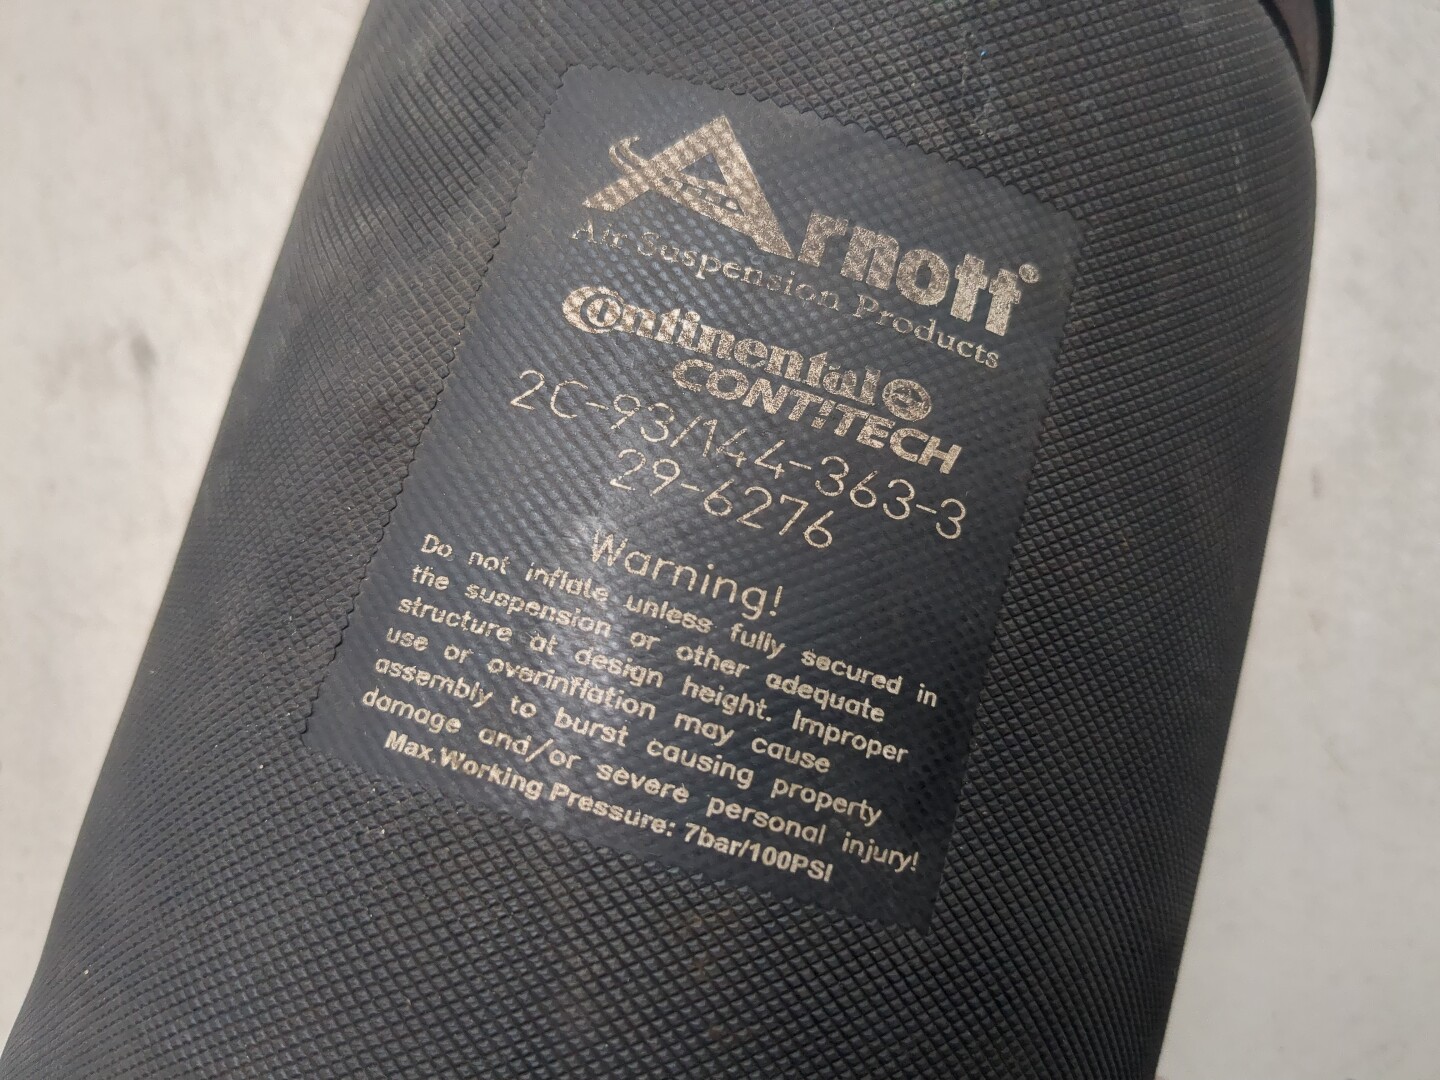 Arnott®
Air Suspension Products
Continental
CONTITECH
2C-93/144-363-3
29-6276
Warning!
Do not inflate unless fully secured in
the suspension or other adequate
structure at design height. Improper
use or overinflation may cause
assembly to burst causing property
damage and/or severe personal injury!
Max.Working Pressure: 7bar/100PSI